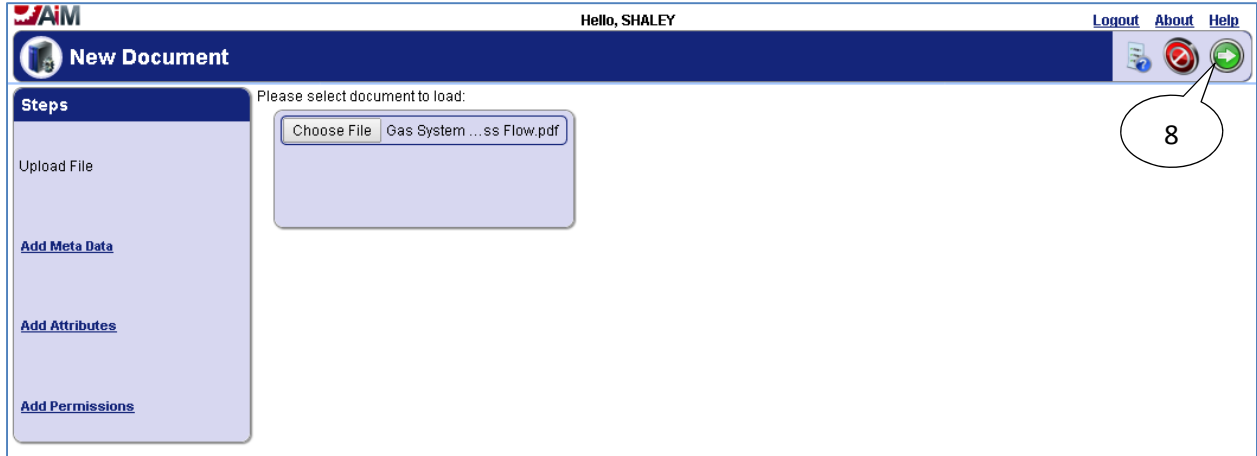 AiM
Hello, SHALEY
Logout About Help
New Document
Steps
Please select document to load:
Choose File Gas System ...ss Flow.pdf
8
Upload File
Add Meta Data
Add Attributes
Add Permissions